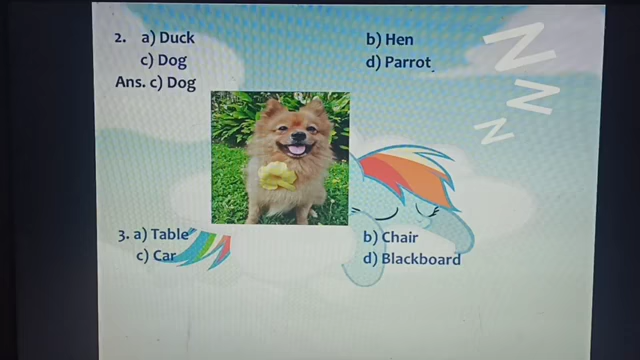 2. a) Duck b) Hen
c) Dog d) Parrot
Ans. c) Dog
3. a) Table b) Chair
c) Car d) Blackboard
Z
Z
Z